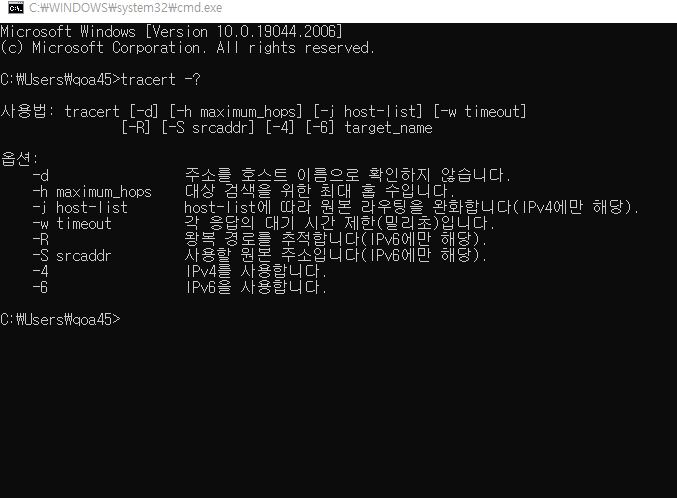 C:₩WINDOWS₩system32₩cmd.exe
Microsoft Windows [Version 10.0.19044.2006]
(c) Microsoft Corporation. All rights reserved.
C:₩Users₩qoa45>tracert -?
사용법: tracert [-d] [-h maximum_hops] [-j host-list] [-w timeout]
[-R] [-S srcaddr] [-4] [-6] target_name
옵션:
-d 주소를 호스트 이름으로 확인하지 않습니다.
-h maximum_hops 대상 검색을 위한 최대 홉 수입니다.
-j host-list host-list에 따라 원본 라우팅을 완화합니다(IPv4에만 해당).
-w timeout 각 응답의 대기 시간 제한(밀리초)입니다.
-R 왕복 경로를 추적합니다(IPv6에만 해당).
-S srcaddr 사용할 원본 주소입니다(IPv6에만 해당).
-4 IPv4를 사용합니다.
-6 IPv6을 사용합니다.
C:₩Users₩qoa45>